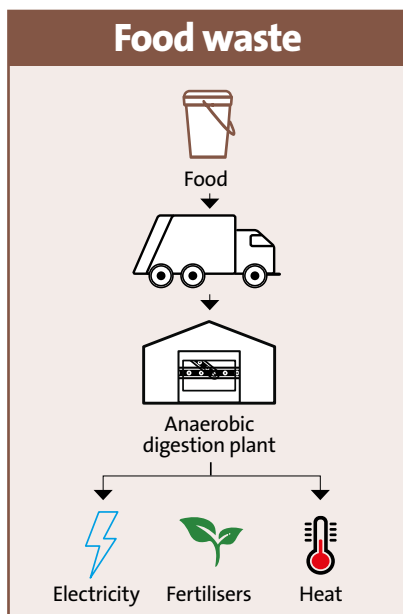 Food waste
Food
Anaerobic
digestion plant
Electricity Fertilisers Heat